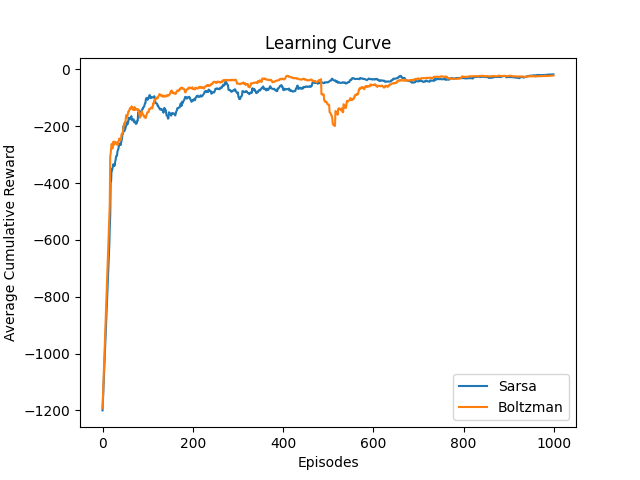 Learning Curve
Average Cumulative Reward
0
−200
−400
−600
−800
−1000
−1200
0 200 400 600 800 1000
Episodes
Sarsa
Boltzman